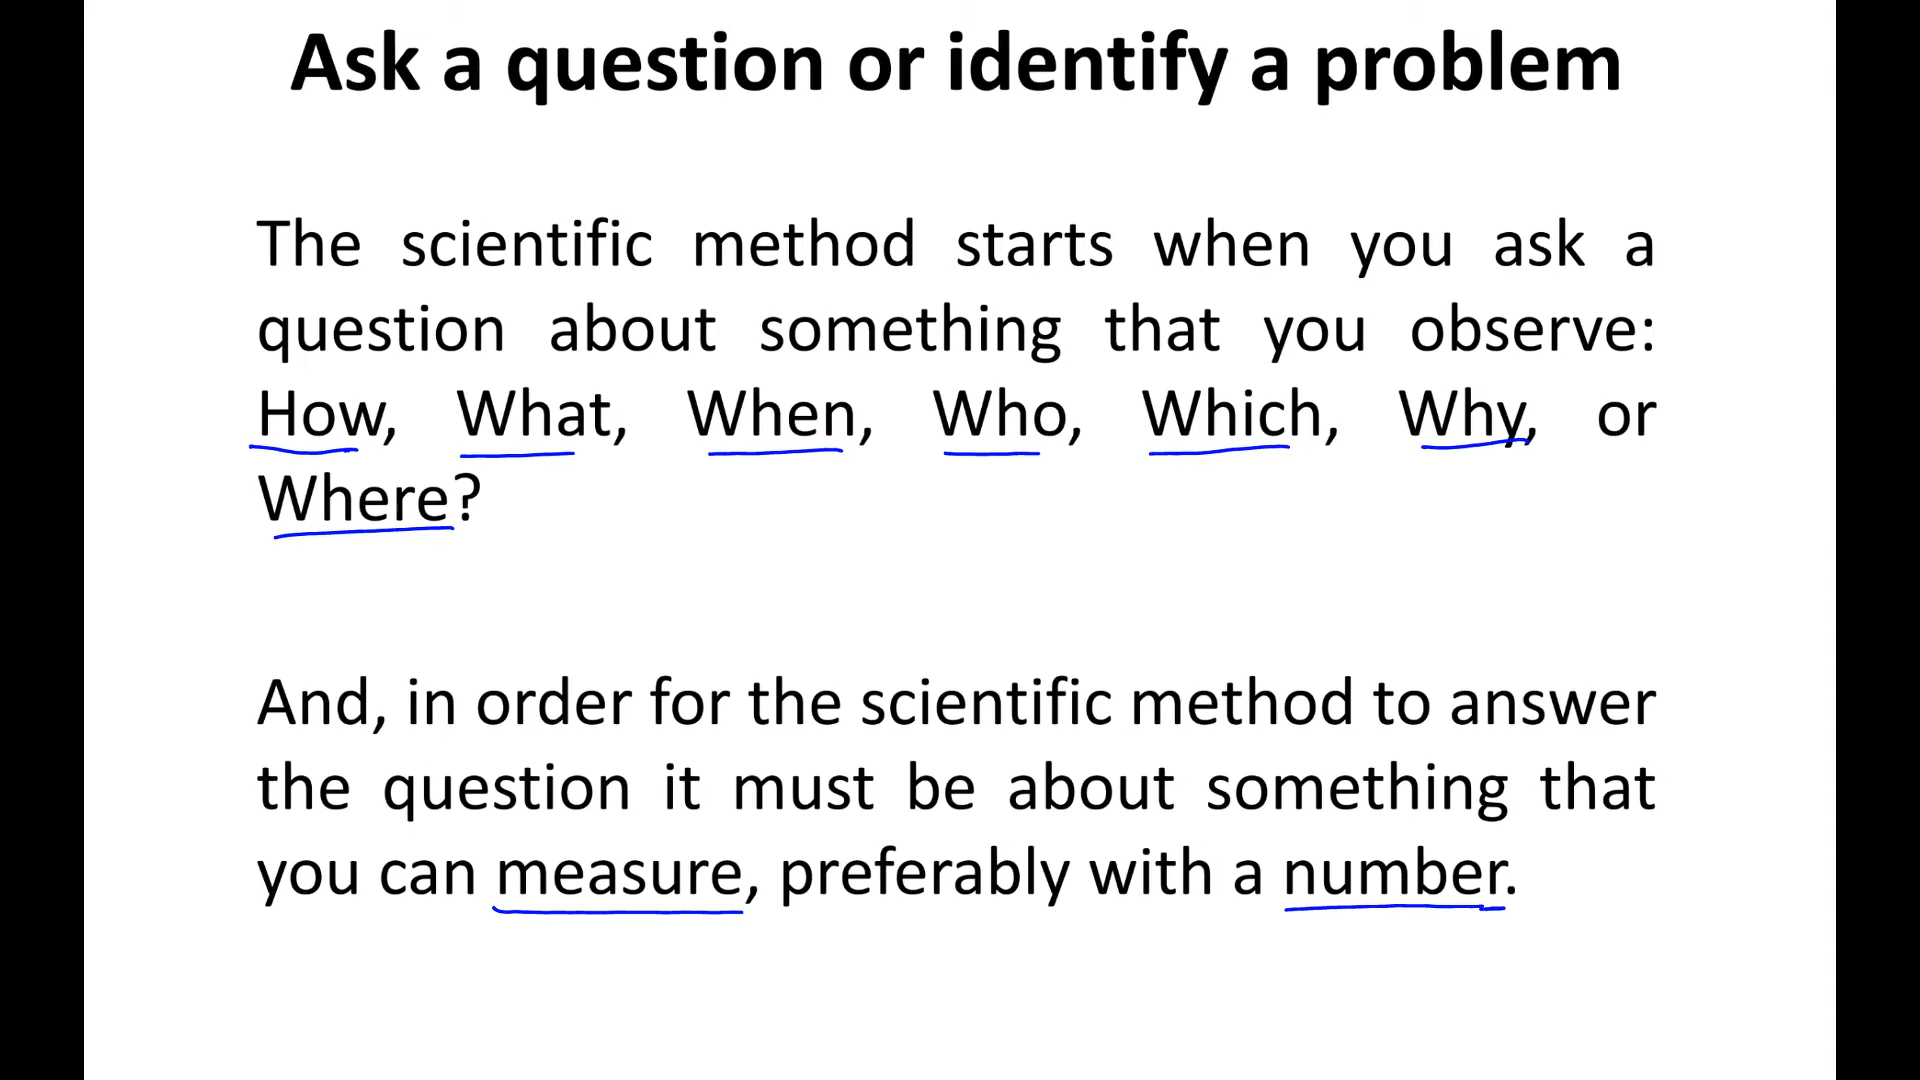 Ask a question or identify a problem
The scientific method starts when you ask a
question about something that you observe:
How, What, When, Who, Which, Why, or
Where?
And, in order for the scientific method to answer
the question it must be about something that
you can measure, preferably with a number.